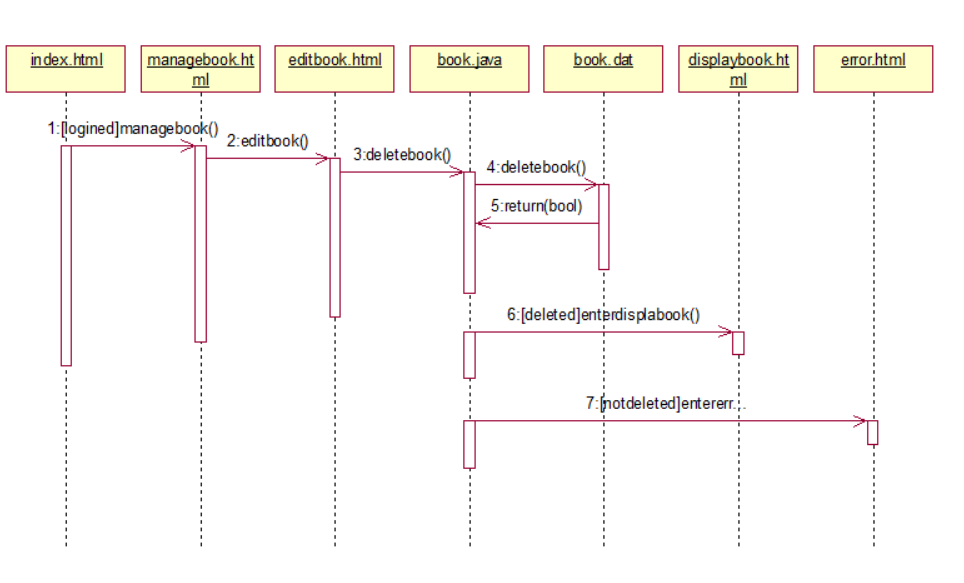 index.html
managebook.ht
ml
editbook.html
book.java
book.dat
displaybook.ht
ml
error.html
1:[logined]managebook()
2:editbook()
3:deletebook()
4:deletebook()
5:return(bool)
6:[deleted]enterdisplabook()
7:[notdeleted]entererr...